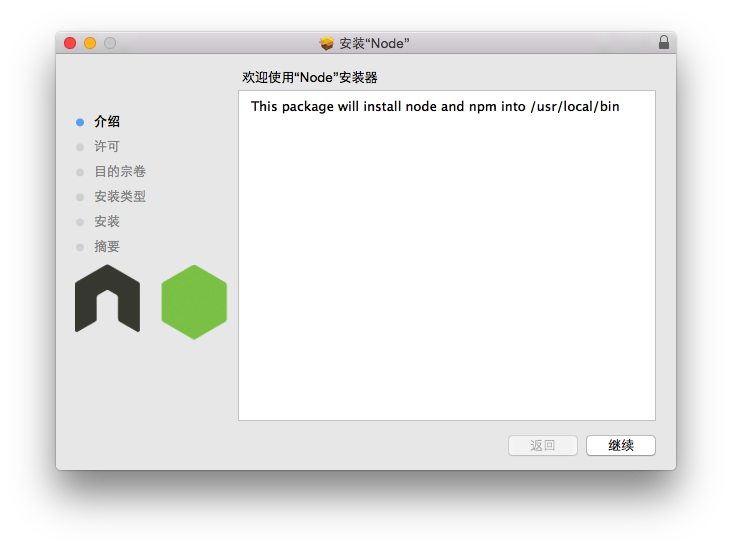 安装“Node”
欢迎使用“Node”安装器
介绍
许可
目的宗卷
安装类型
安装
摘要
This package will install node and npm into /usr/local/bin
返回
继续